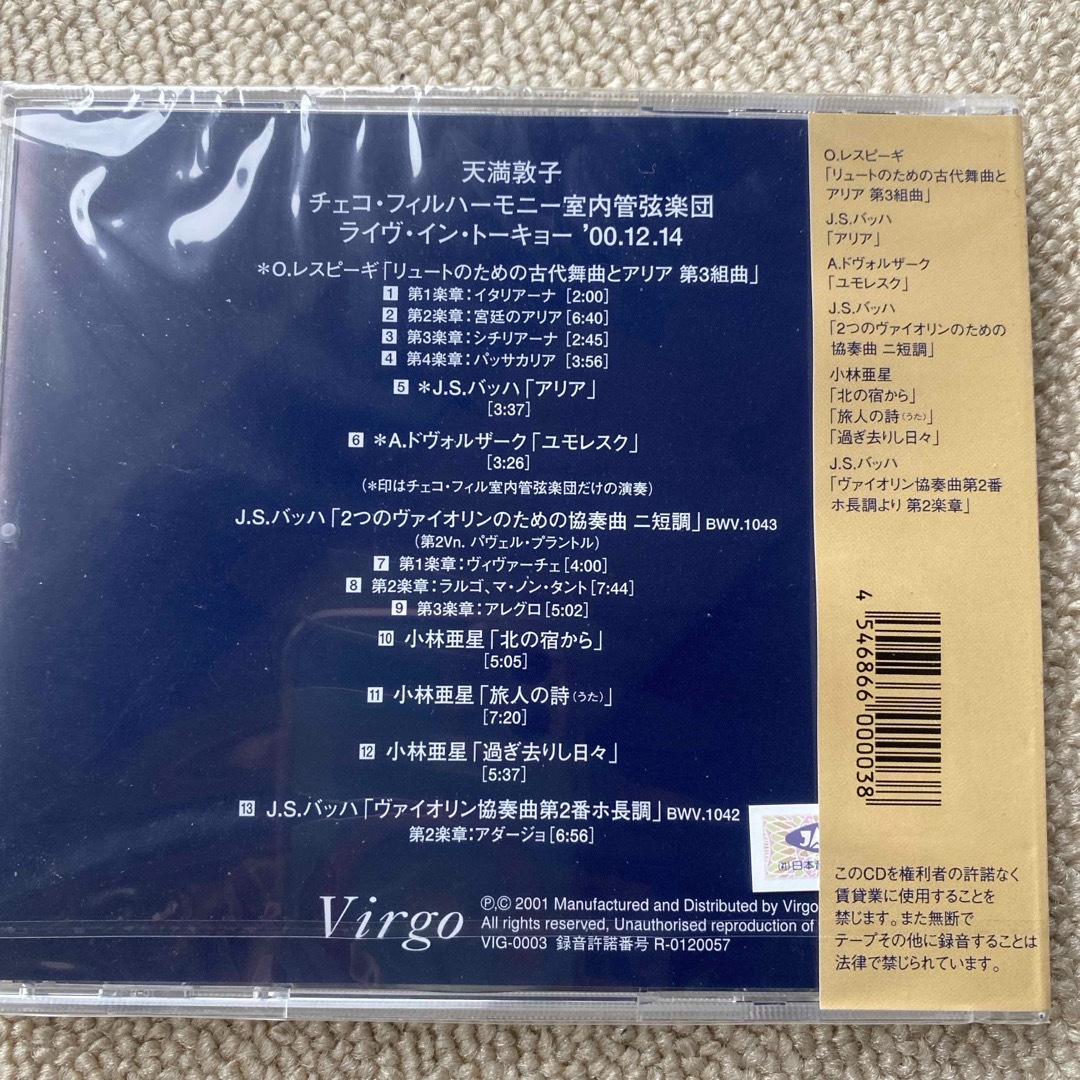 天満敦子
チェコ・フィルハーモニー室内管弦楽団
ライヴ・イン・トーキョー '00.12.14
＊O.レスピーギ「リュートのための古代舞曲とアリア 第3組曲」
1 第1楽章：イタリアーナ [2:00]
2 第2楽章：宮廷のアリア [6:40]
3 第3楽章：シチリアーナ [2:45]
4 第4楽章：パッサカリア [3:56]
5 ＊J.S.バッハ「アリア」
[3:37]
6 ＊A.ドヴォルザーク「ユモレスク」
[3:26]
(＊印はチェコ・フィル室内管弦楽団だけの演奏)
J.S.バッハ「2つのヴァイオリンのための協奏曲 ニ短調」BWV.1043
(第2Vn. パヴェル・プラントル)
7 第1楽章：ヴィヴァーチェ [4:00]
8 第2楽章：ラルゴ、マ・ノン・タント [7:44]
9 第3楽章：アレグロ [5:02]
10 小林亜星「北の宿から」
[5:05]
11 小林亜星「旅人の詩(うた)」
[7:20]
12 小林亜星「過ぎ去りし日々」
[5:37]
13 J.S.バッハ「ヴァイオリン協奏曲第2番ホ長調」BWV.1042
第2楽章：アダージョ [6:56]
Virgo
Ⓟ,Ⓒ 2001 Manufactured and Distributed by Virgo
All rights reserved, Unauthorised reproduction of
VIG-0003 録音許諾番号 R-0120057
JA
(社)日本
O.レスピーギ
「リュートのための古代舞曲と
アリア 第3組曲」
J.S.バッハ
「アリア」
A.ドヴォルザーク
「ユモレスク」
J.S.バッハ
「2つのヴァイオリンのための
協奏曲 ニ短調」
小林亜星
「北の宿から」
「旅人の詩(うた)」
「過ぎ去りし日々」
J.S.バッハ
「ヴァイオリン協奏曲第2番
ホ長調より 第2楽章」
4 546866 000038
このCDを権利者の許諾なく
賃貸業に使用することを
禁じます。また無断で
テープその他に録音することは
法律で禁じられています。